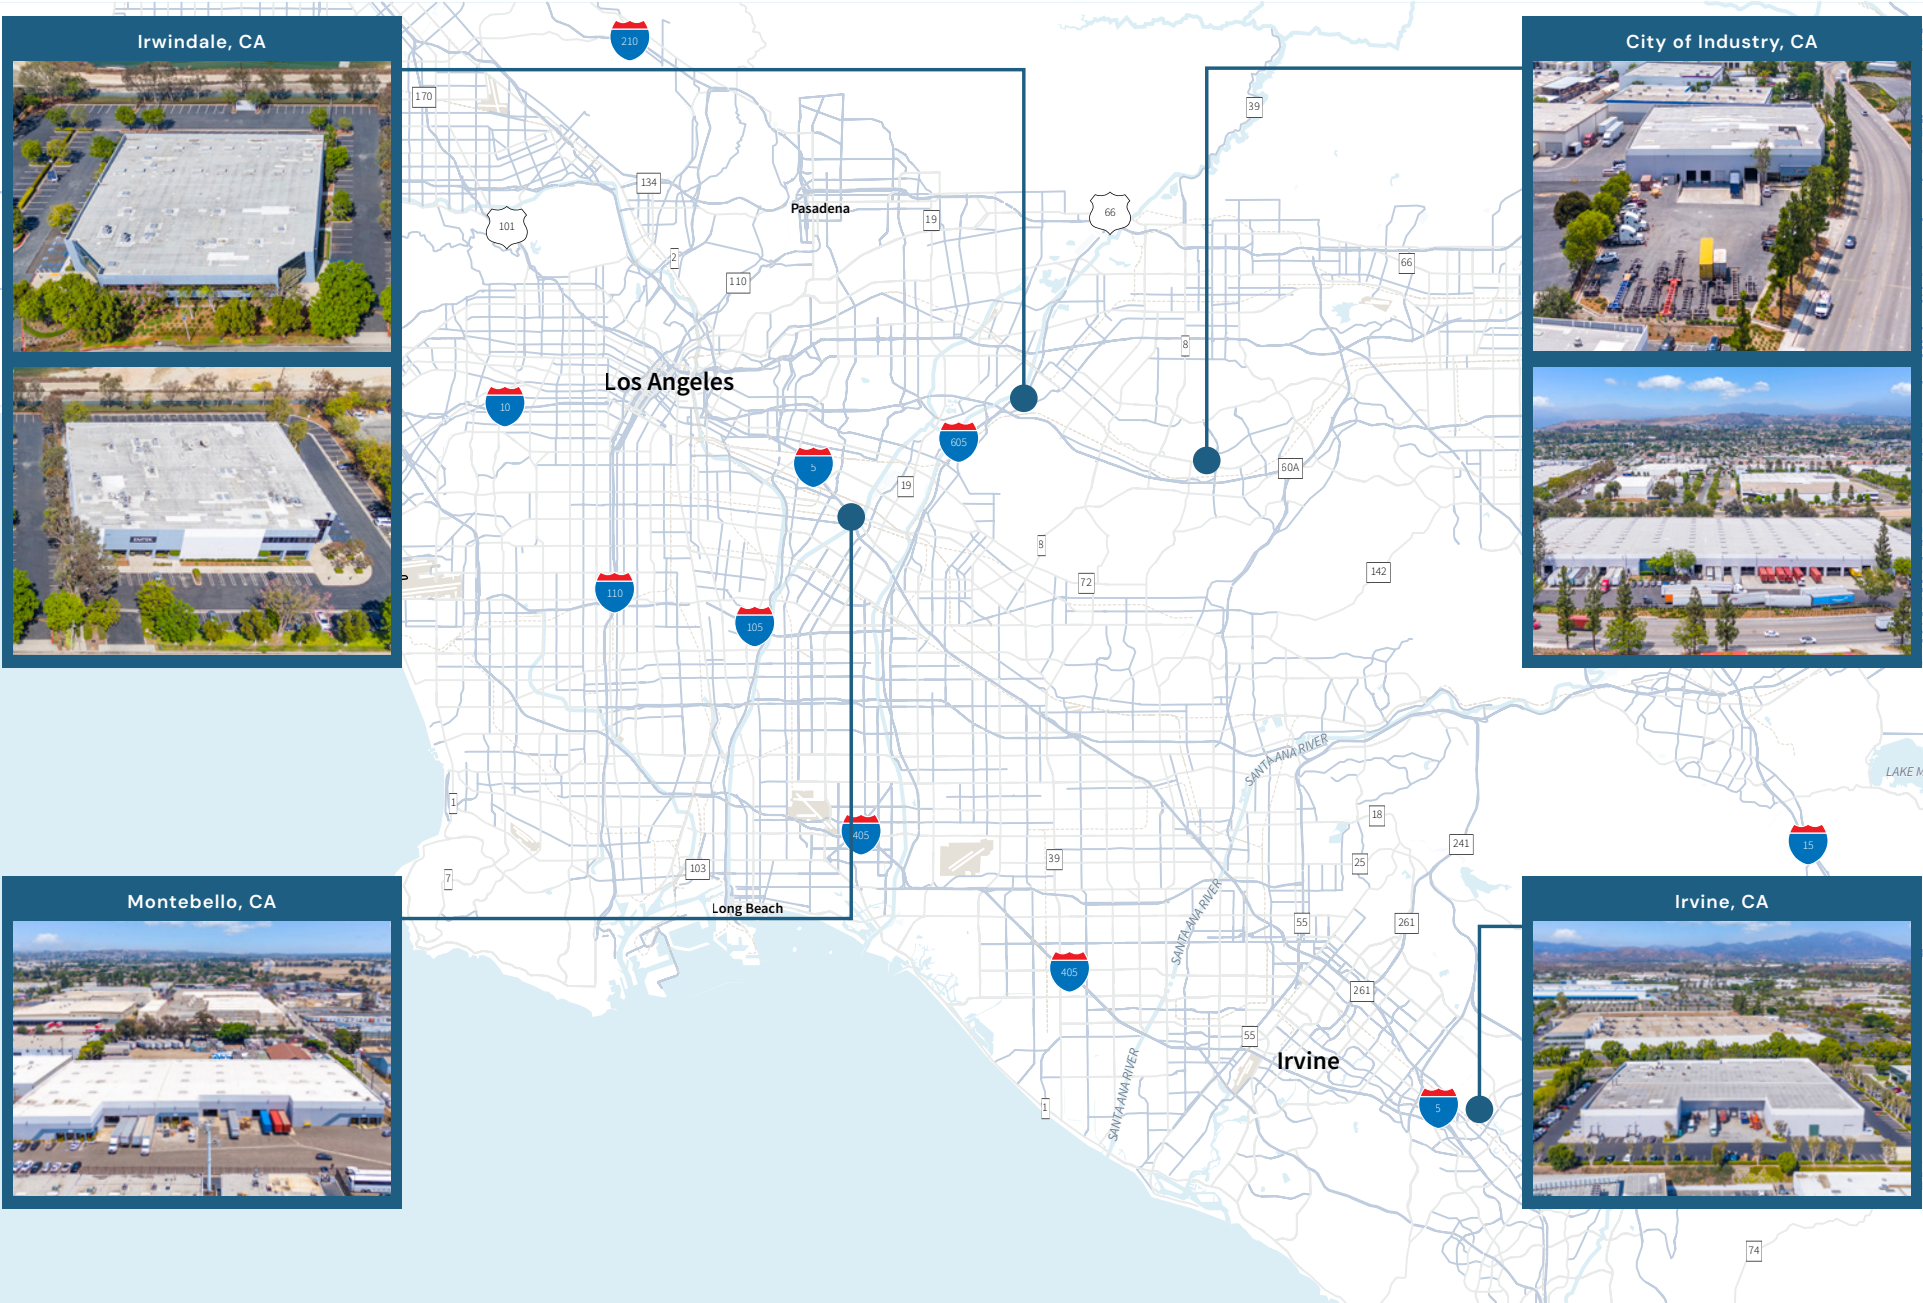 Irwindale, CA
City of Industry, CA
210
170
39
134
Pasadena
19
66
101
2
66
110
8
Los Angeles
10
605
5
60A
19
8
142
72
110
105
SANTA ANA RIVER
LAKE M
1
18
405
241
15
39
25
103
7
Montebello, CA
Long Beach
Irvine, CA
SANTA ANA RIVER
55
261
405
261
55
Irvine
SANTA ANA RIVER
1
5
74